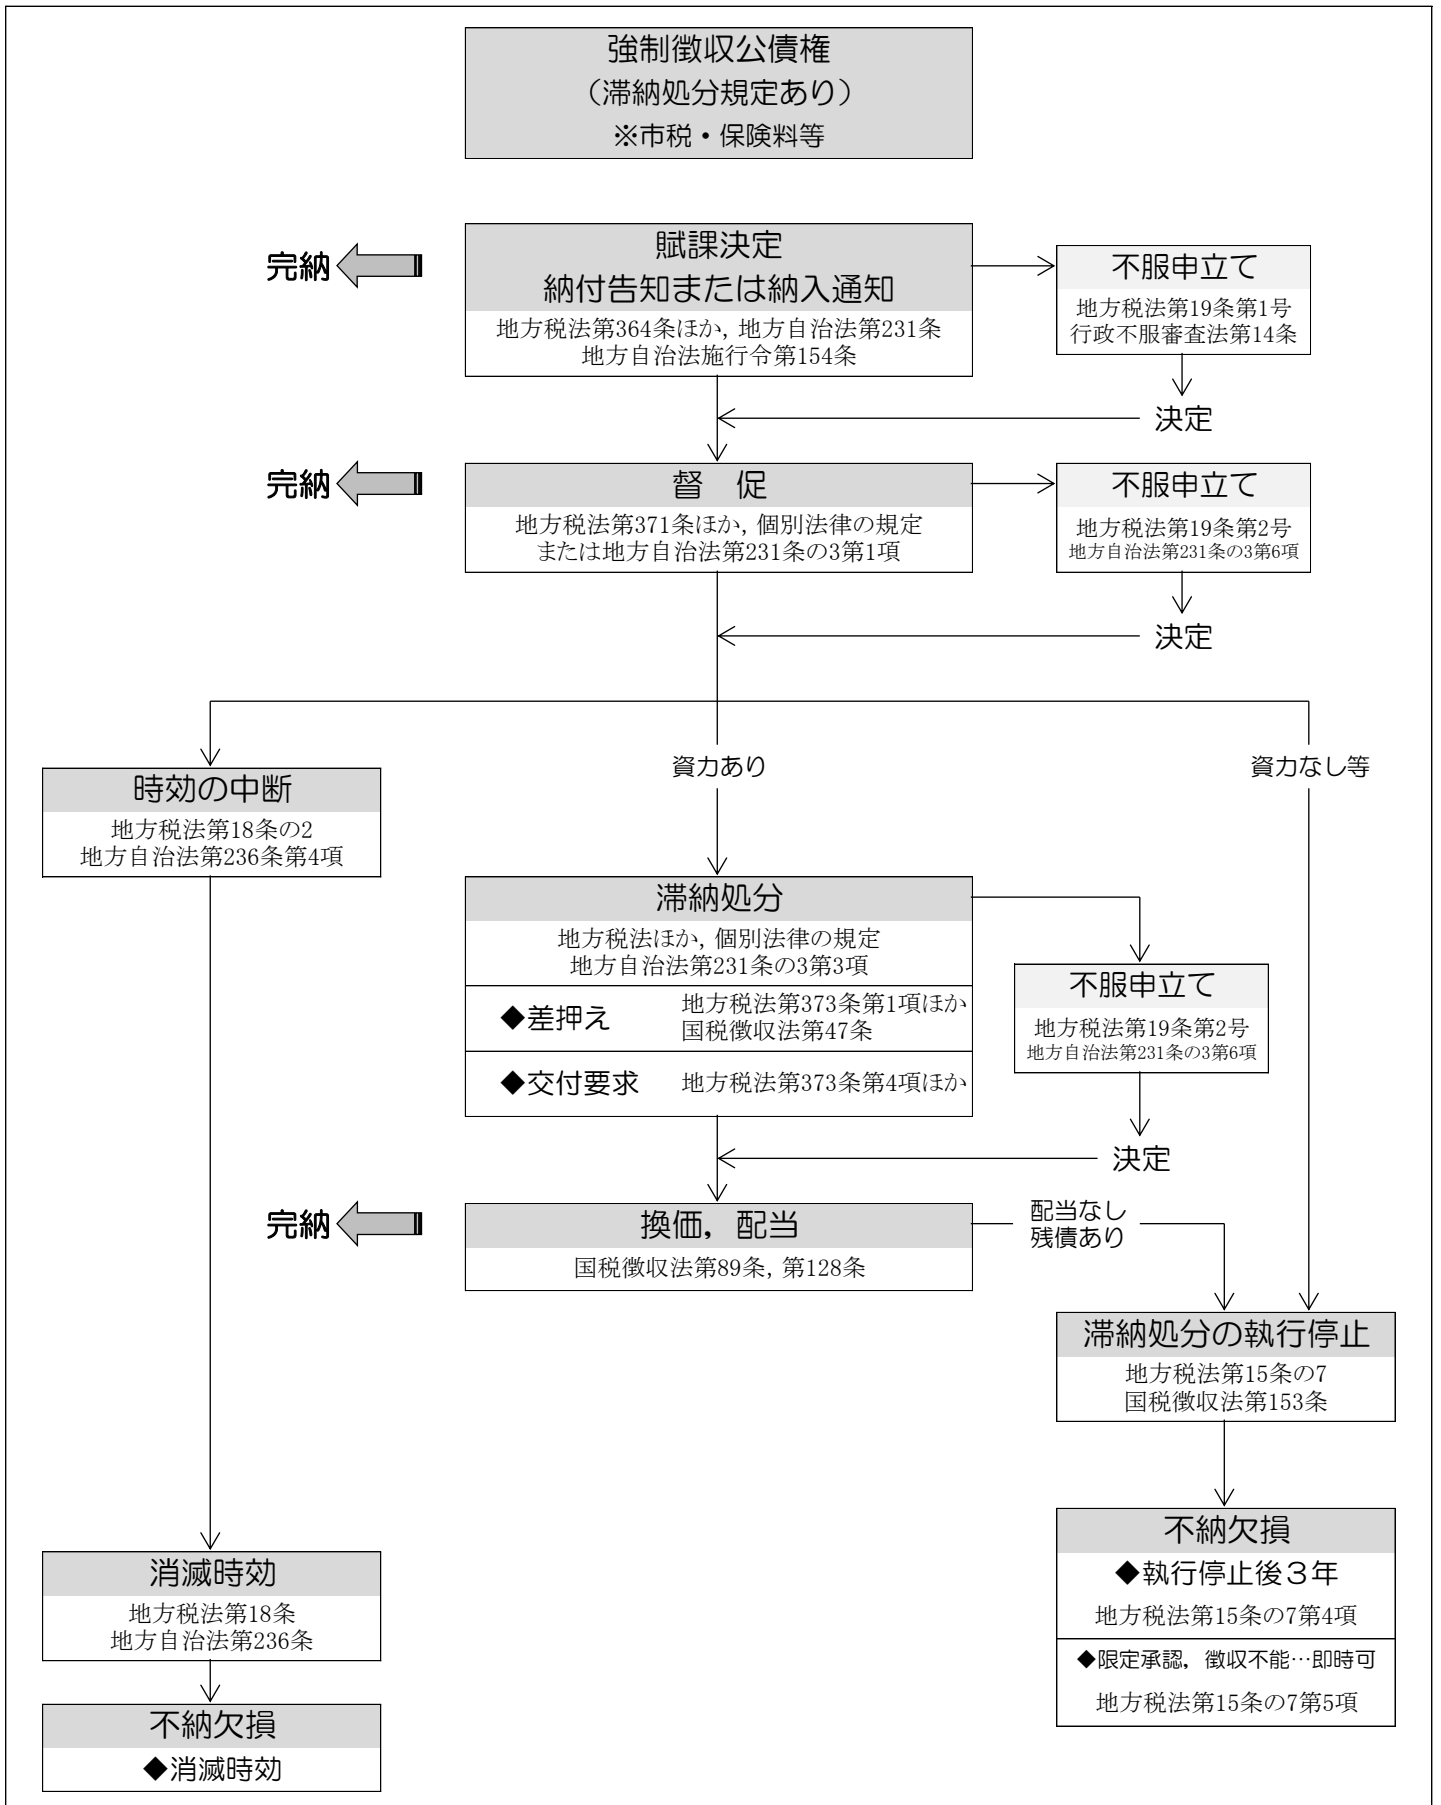 強制徴収公債権
（滞納処分規定あり）
※市税・保険料等
完納
賦課決定
納付告知または納入通知
地方税法第364条ほか，地方自治法第231条
地方自治法施行令第154条
不服申立て
地方税法第19条第1号
行政不服審査法第14条
決定
完納
督　促
地方税法第371条ほか，個別法律の規定
または地方自治法第231条の3第1項
不服申立て
地方税法第19条第2号
地方自治法第231条の3第6項
決定
資力あり
資力なし等
時効の中断
地方税法第18条の2
地方自治法第236条第4項
滞納処分
地方税法ほか，個別法律の規定
地方自治法第231条の3第3項
◆差押え
地方税法第373条第1項ほか
国税徴収法第47条
◆交付要求
地方税法第373条第4項ほか
不服申立て
地方税法第19条第2号
地方自治法第231条の3第6項
決定
完納
換価，配当
国税徴収法第89条，第128条
配当なし
残債あり
滞納処分の執行停止
地方税法第15条の7
国税徴収法第153条
不納欠損
◆執行停止後３年
地方税法第15条の7第4項
◆限定承認，徴収不能…即時可
地方税法第15条の7第5項
消滅時効
地方税法第18条
地方自治法第236条
不納欠損
◆消滅時効